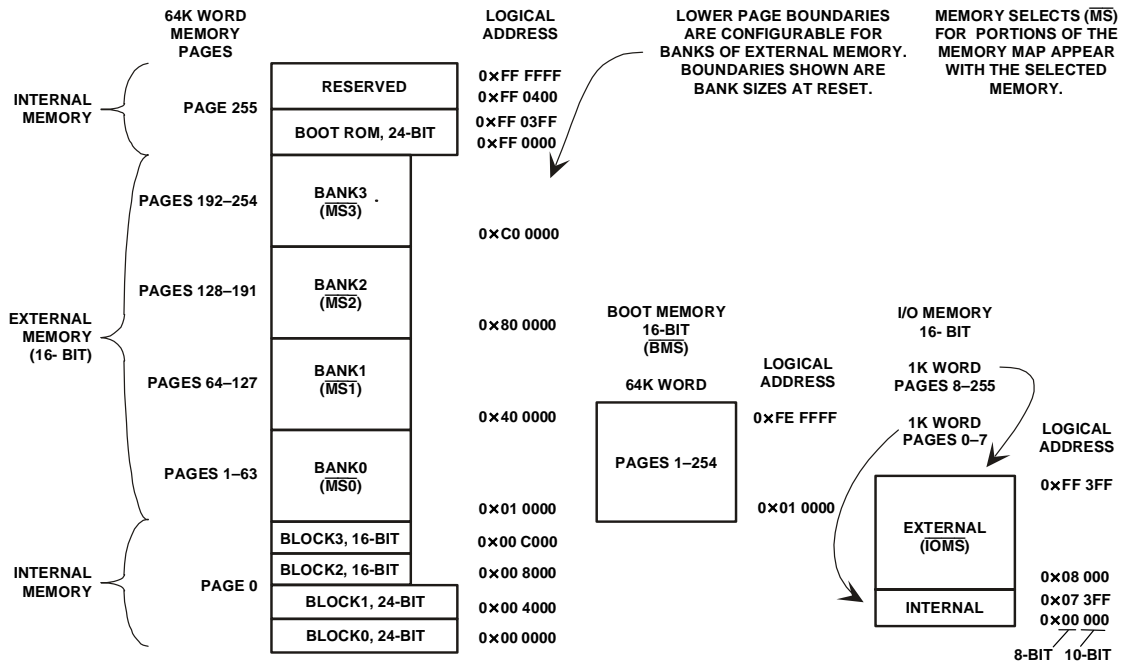 64K WORD
MEMORY
PAGES
LOGICAL
ADDRESS
LOWER PAGE BOUNDARIES
ARE CONFIGURABLE FOR
BANKS OF EXTERNAL MEMORY.
BOUNDARIES SHOWN ARE
BANK SIZES AT RESET.
MEMORY SELECTS (MS)
FOR PORTIONS OF THE
MEMORY MAP APPEAR
WITH THE SELECTED
MEMORY.
INTERNAL
MEMORY
PAGE 255
RESERVED
0×FF FFFF
0×FF 0400
BOOT ROM, 24-BIT
0×FF 03FF
0×FF 0000
EXTERNAL
MEMORY
(16- BIT)
PAGES 192–254
BANK3
(MS3)
0×C0 0000
PAGES 128–191
BANK2
(MS2)
0×80 0000
PAGES 64–127
BANK1
(MS1)
0×40 0000
PAGES 1–63
BANK0
(MS0)
0×01 0000
INTERNAL
MEMORY
PAGE 0
BLOCK3, 16-BIT
0×00 C000
BLOCK2, 16-BIT
0×00 8000
BLOCK1, 24-BIT
0×00 4000
BLOCK0, 24-BIT
0×00 0000
BOOT MEMORY
16-BIT
(BMS)
64K WORD
LOGICAL
ADDRESS
0×FE FFFF
PAGES 1–254
0×01 0000
I/O MEMORY
16- BIT
1K WORD
PAGES 8–255
1K WORD
PAGES 0–7
LOGICAL
ADDRESS
0×FF 3FF
EXTERNAL
(IOMS)
0×08 000
INTERNAL
0×07 3FF
0×00 000
8-BIT 10-BIT